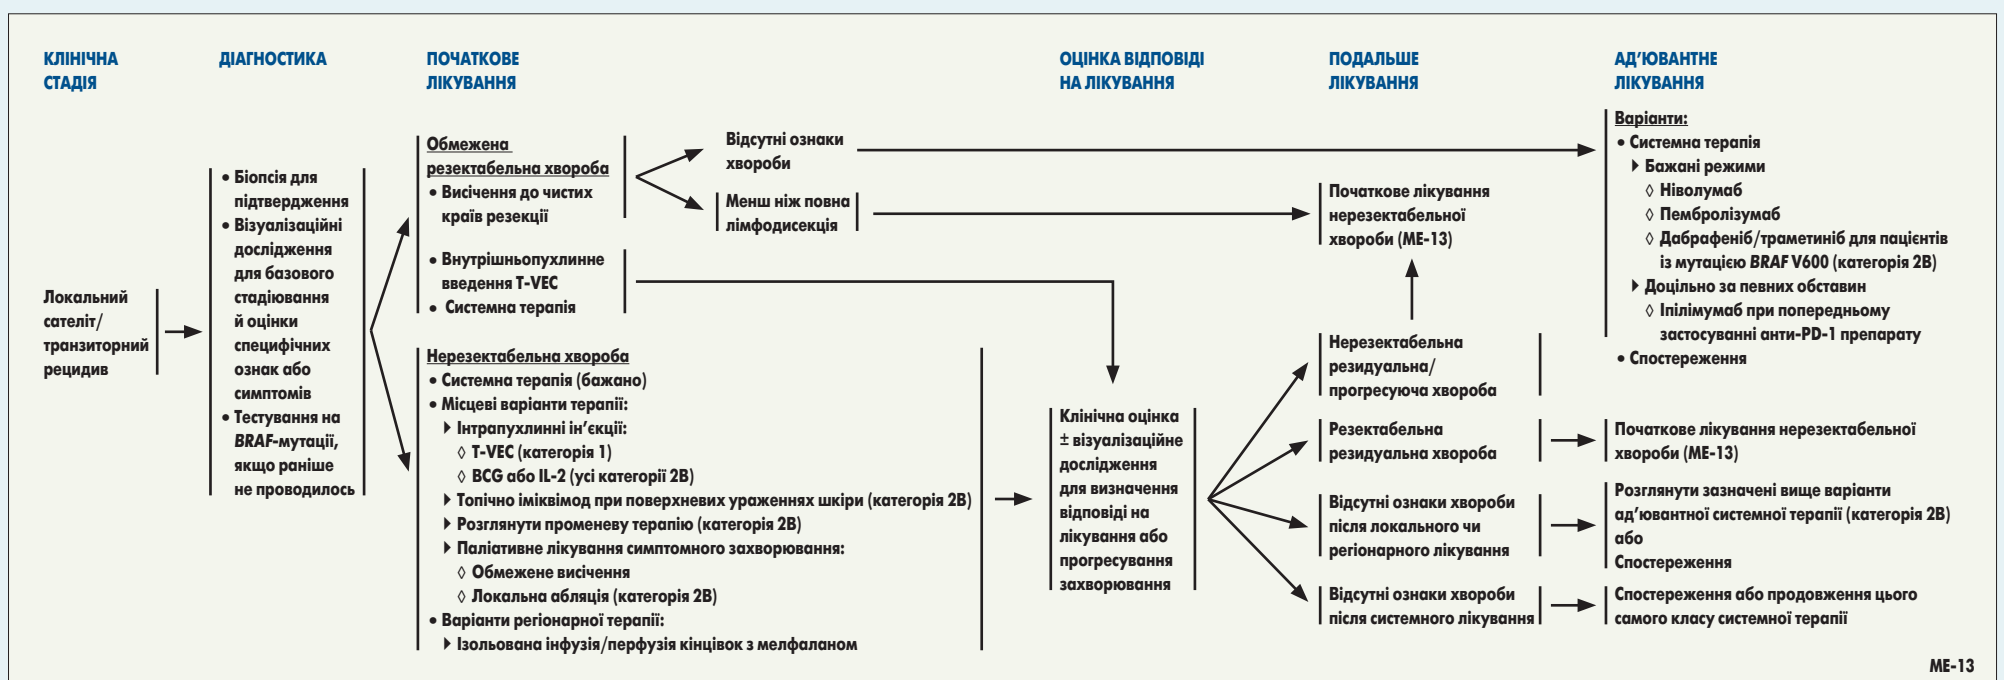 КЛІНІЧНА
СТАДІЯ
ДІАГНОСТИКА
ПОЧАТКОВЕ
ЛІКУВАННЯ
ОЦІНКА ВІДПОВІДІ
НА ЛІКУВАННЯ
ПОДАЛЬШЕ
ЛІКУВАННЯ
АД’ЮВАНТНЕ
ЛІКУВАННЯ
Локальний
сателіт/
транзиторний
рецидив
• Біопсія для
підтвердження
• Візуалізаційні
дослідження
для базового
стадіювання
й оцінки
специфічних
ознак або
симптомів
• Тестування на
BRAF-мутації,
якщо раніше
не проводилось
Обмежена
резектабельна хвороба
• Висічення до чистих
країв резекції
• Внутрішньопухлинне
введення T-VEC
• Системна терапія
Відсутні ознаки
хвороби
Менш ніж повна
лімфодисекція
Нерезектабельна хвороба
• Системна терапія (бажано)
• Місцеві варіанти терапії:
Інтрапухлинні ін’єкції:
◊ T-VEC (категорія 1)
◊ BCG або IL-2 (усі категорії 2В)
Топічно іміквімод при поверхневих ураженнях шкіри (категорія 2В)
Розглянути променеву терапію (категорія 2В)
Паліативне лікування симптомного захворювання:
◊ Обмежене висічення
◊ Локальна абляція (категорія 2В)
• Варіанти регіонарної терапії:
Ізольована інфузія/перфузія кінцівок з мелфаланом
Клінічна оцінка
± візуалізаційне
дослідження
для визначення
відповіді на
лікування або
прогресування
захворювання
Початкове лікування
нерезектабельної
хвороби (МЕ-13)
Нерезектабельна
резидуальна/
прогресуюча хвороба
Резектабельна
резидуальна хвороба
Відсутні ознаки хвороби
після локального чи
регіонарного лікування
Відсутні ознаки хвороби
після системного лікування
Варіанти:
• Системна терапія
Бажані режими
◊ Ніволумаб
◊ Пембролізумаб
◊ Дабрафеніб/траметиніб для пацієнтів
із мутацією BRAF V600 (категорія 2В)
Доцільно за певних обставин
◊ Іпілімумаб при попередньому
застосуванні анти-PD-1 препарату
• Спостереження
Початкове лікування нерезектабельної
хвороби (МЕ-13)
Розглянути зазначені вище варіанти
ад’ювантної системної терапії (категорія 2В)
або
Спостереження
Спостереження або продовження цього
самого класу системної терапії
МЕ-13